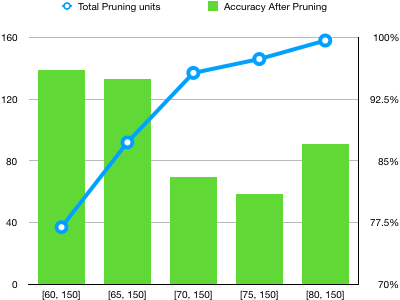 Total Pruning units Accuracy After Pruning
160 100%
120 92.5%
80 85%
40 77.5%
0 70%
[60, 150] [65, 150] [70, 150] [75, 150] [80, 150]